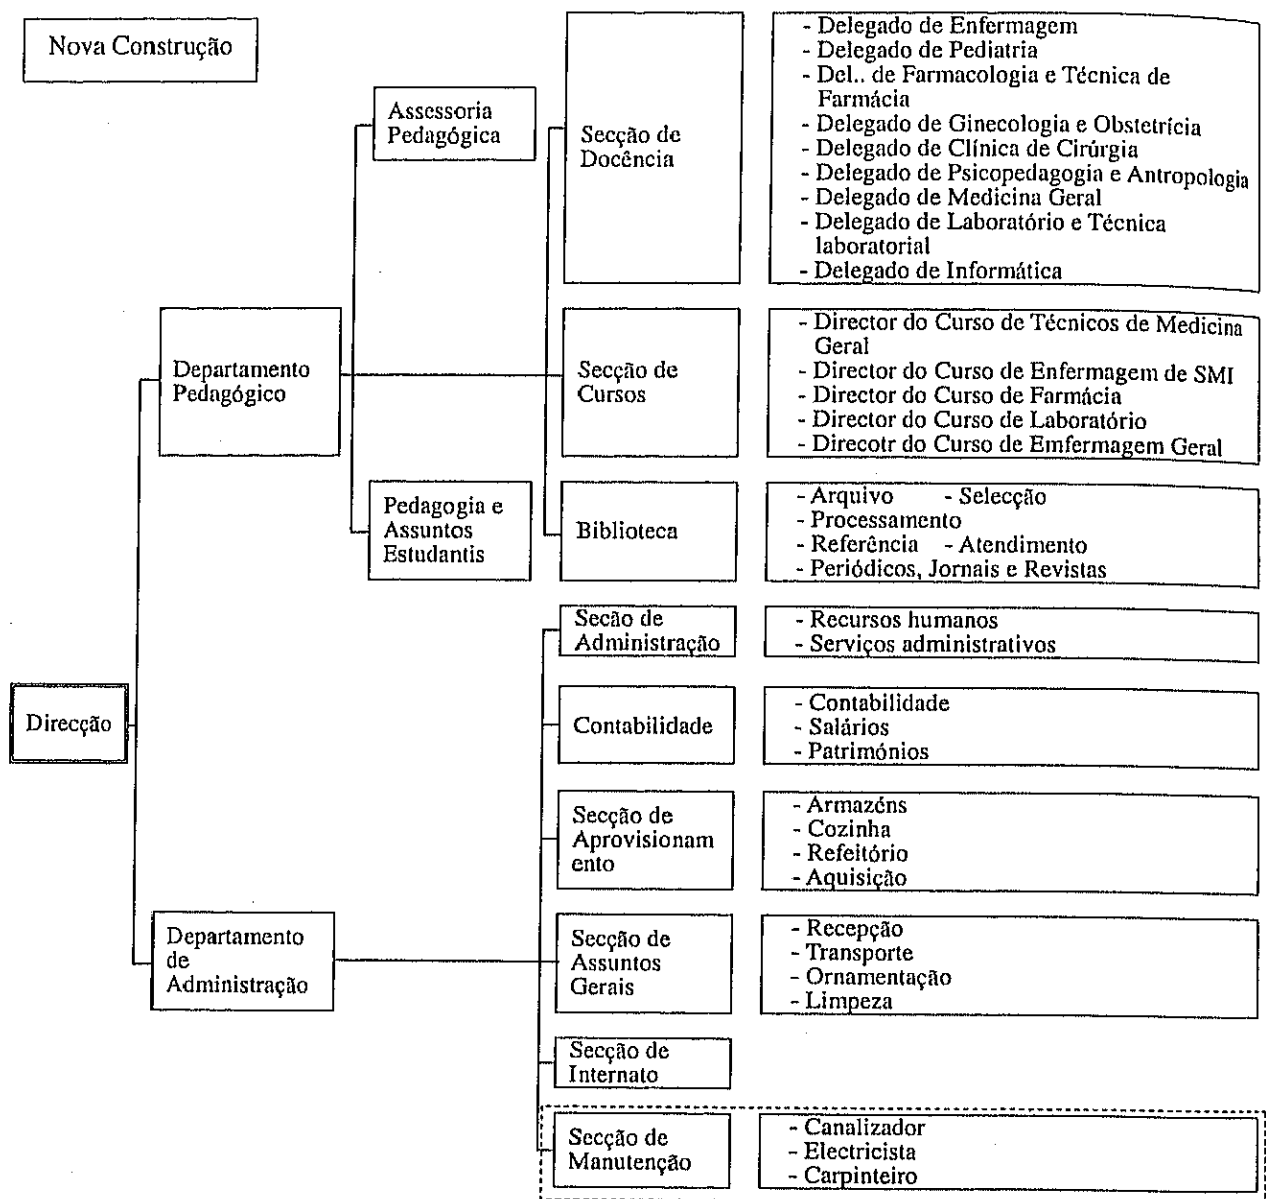 Nova Construção
Assessoria
Pedagógica
Secção de
Docência
- Delegado de Enfermagem
- Delegado de Pediatria
- Del.. de Farmacologia e Técnica de
Farmácia
- Delegado de Ginecologia e Obstetrícia
- Delegado de Clínica de Cirúrgia
- Delegado de Psicopedagogia e Antropologia
- Delegado de Medicina Geral
- Delegado de Laboratório e Técnica
laboratorial
- Delegado de Informática
Departamento
Pedagógico
Secção de
Cursos
- Director do Curso de Técnicos de Medicina
Geral
- Director do Curso de Enfermagem de SMI
- Director do Curso de Farmácia
- Director do Curso de Laboratório
- Direcotr do Curso de Emfermagem Geral
Pedagogia e
Assuntos
Estudantis
Biblioteca
- Arquivo - Selecção
- Processamento
- Referência - Atendimento
- Periódicos, Jornais e Revistas
Secão de
Administração
- Recursos humanos
- Serviços administrativos
Direcção
Contabilidade
- Contabilidade
- Salários
- Patrimónios
Secção de
Aprovisionam
ento
- Armazéns
- Cozinha
- Refeitório
- Aquisição
Departamento
de
Administração
Secção de
Assuntos
Gerais
- Recepção
- Transporte
- Ornamentação
- Limpeza
Secção de
Internato
Secção de
Manutenção
- Canalizador
- Electricista
- Carpinteiro